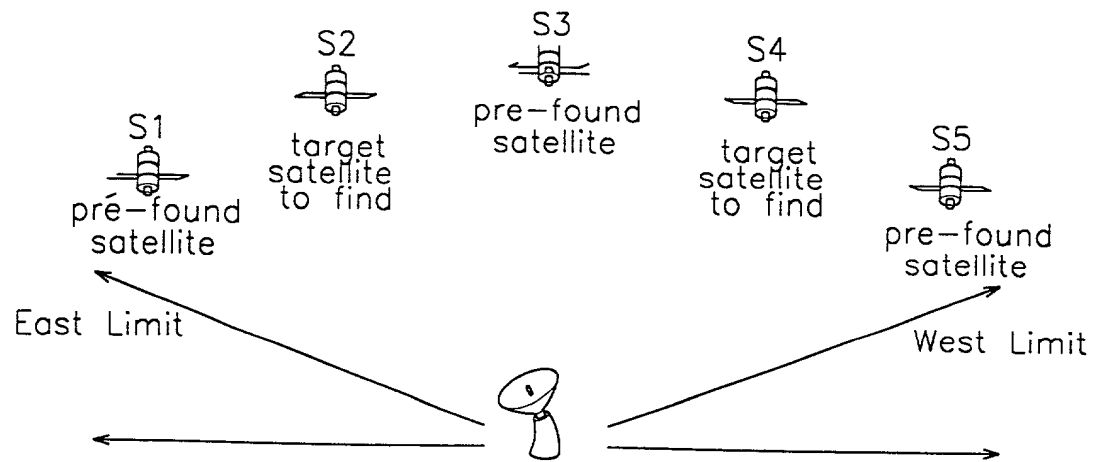 S1
pré-found
satellite
S2
target
satellite
to find
S3
pre-found
satellite
S4
target
satellite
to find
S5
pre-found
satellite
East Limit
West Limit